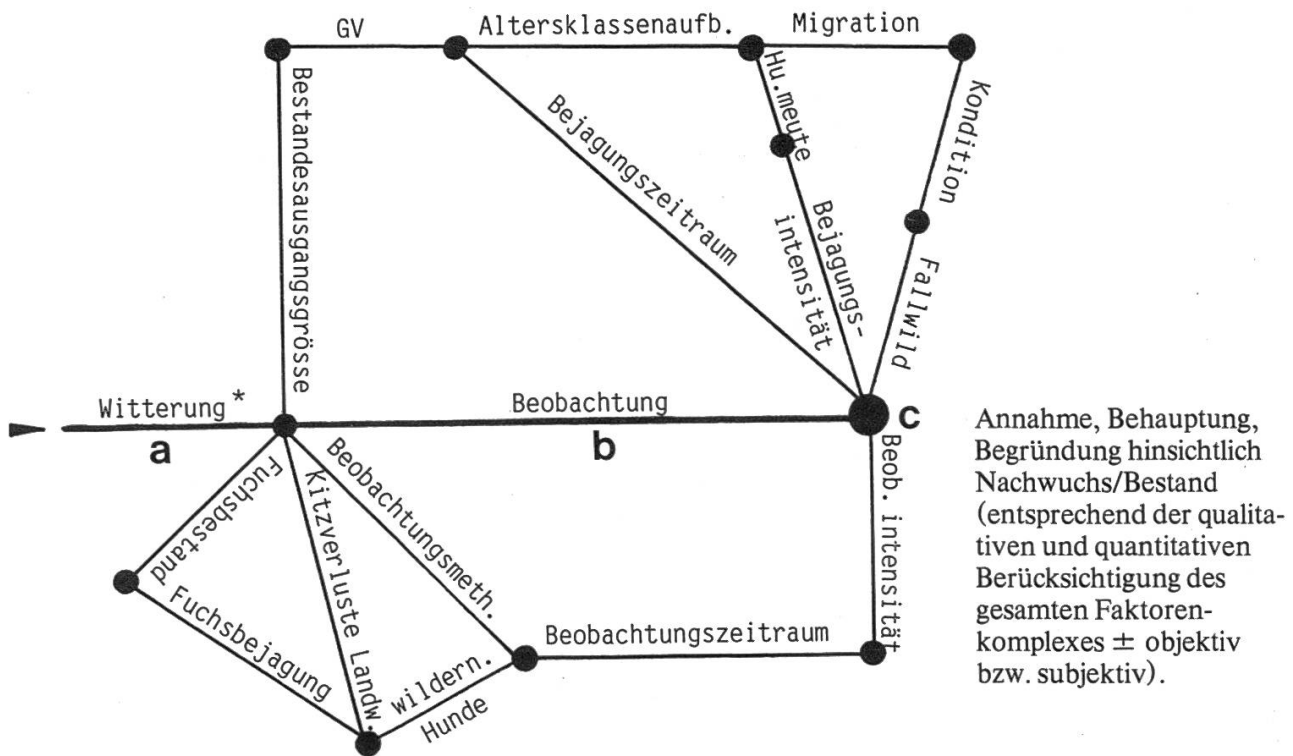 GV
Altersklassenaufb.
Migration
Bestandesausgangsgrösse
Bejagungszeitraum
Hu.meute
Bejagungs-
intensität
Kondition
Fallwild
Witterung *
a
Beobachtung
b
c
Fuchsbestand
Fuchsbejagung
Kitzverluste Landw.
Beobachtungsmeth.
wildern.
Hunde
Beobachtungszeitraum
Beob. intensität
Annahme, Behauptung,
Begründung hinsichtlich
Nachwuchs/Bestand
(entsprechend der qualita-
tiven und quantitativen
Berücksichtigung des
gesamten Faktoren-
komplexes ± objektiv
bzw. subjektiv).